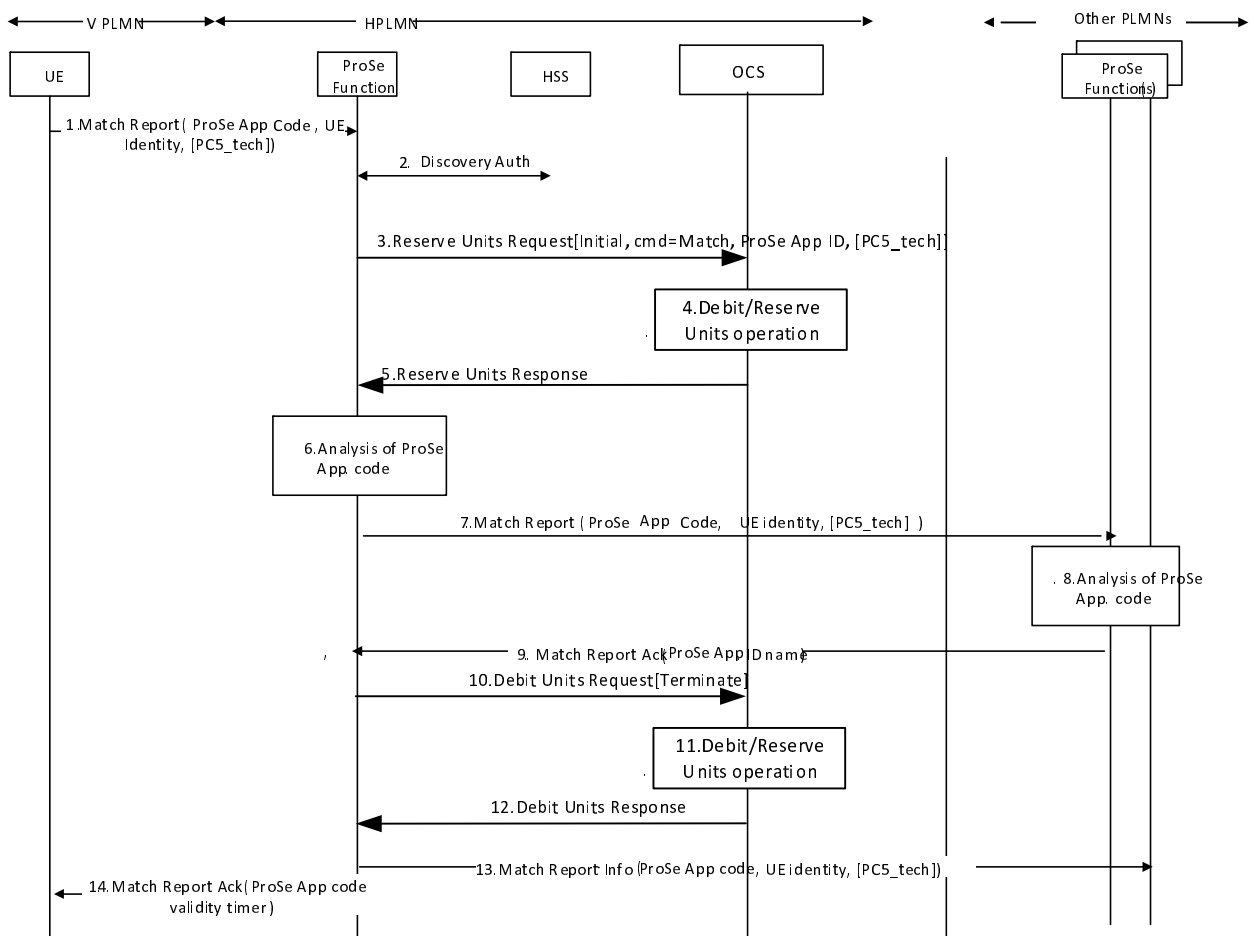 V PLMN
HPLMN
Other PLMNs
UE
ProSe
Function
HSS
OCS
ProSe
Functions()
1.Match Report( ProSe App Code , UE
Identity, [PC5_tech])
2. Discovery Auth
3.Reserve Units Request[Initial, cmd=Match, ProSe App ID, [PC5_tech]]
4.Debit/Reserve
Units operation
.
5.Reserve Units Response
6.Analysis of ProSe
App. code
7.Match Report ( ProSe App Code, UE identity, [PC5_tech] )
. 8.Analysis of ProSe
App. code
,
9. Match Report Ack(ProSe App ID name)
10.Debit Units Request[Terminate]
11.Debit/Reserve
Units operation
.
12.Debit Units Response
13.Match Report Info (ProSe App code, UE identity, [PC5_tech])
14.Match Report Ack( ProSe App code
validity timer)